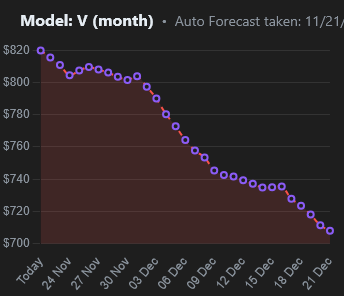 Model: V (month) • Auto Forecast taken: 11/21/
$820
$800
$780
$760
$740
$720
$700
Today
24 Nov
27 Nov
30 Nov
03 Dec
06 Dec
09 Dec
12 Dec
15 Dec
18 Dec
21 Dec